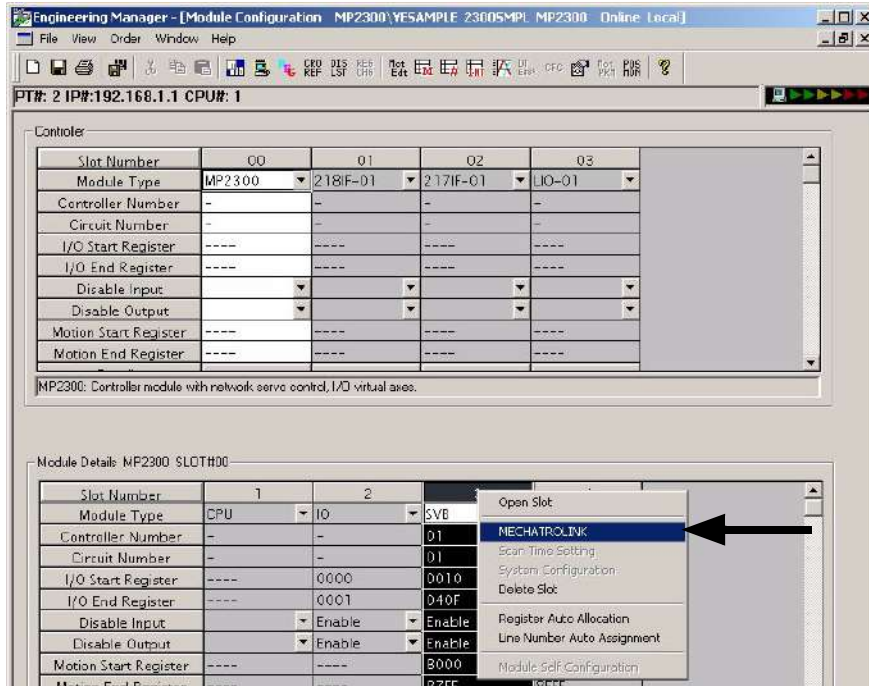 Engineering Manager - [Module Configuration MP2300\YESAMPLE 2300SMPL MP2300 Online Local]
File View Order Window Help
PT#: 2 IP#:192.168.1.1 CPU#: 1
Controller
Slot Number 00 01 02 03
Module Type MP2300 218IF-01 217IF-01 LIO-01
Controller Number - - - -
Circuit Number - - - -
I/O Start Register ---- ---- ---- ----
I/O End Register ---- ---- ---- ----
Disable Input
Disable Output
Motion Start Register ---- ---- ---- ----
Motion End Register ---- ---- ---- ----
MP2300: Controller module with network servo control, I/O virtual axes.
Module Details MP2300 SLOT#00
Slot Number 1 2
Module Type CPU IO SVB
Controller Number - - 01
Circuit Number - - 01
I/O Start Register ---- 0000 0010
I/O End Register ---- 0001 040F
Disable Input Enable Enable
Disable Output Enable Enable
Motion Start Register ---- ---- 8000
Motion End Register
Open Slot
MECHATROLINK
Scan Time Setting
System Configuration
Delete Slot
Register Auto Allocation
Line Number Auto Assignment
Module Self Configuration